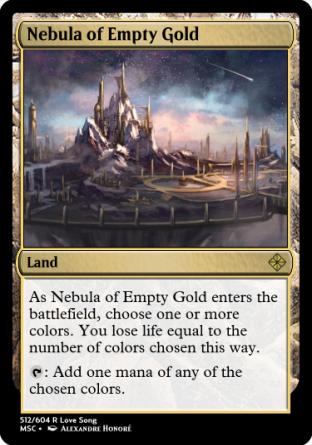 Nebula of Empty Gold
Land
As Nebula of Empty Gold enters the
battlefield, choose one or more
colors. You lose life equal to the
number of colors chosen this way.
: Add one mana of any of the
chosen colors.
512/604 R Love Song
MSC • Alexandre Honoré